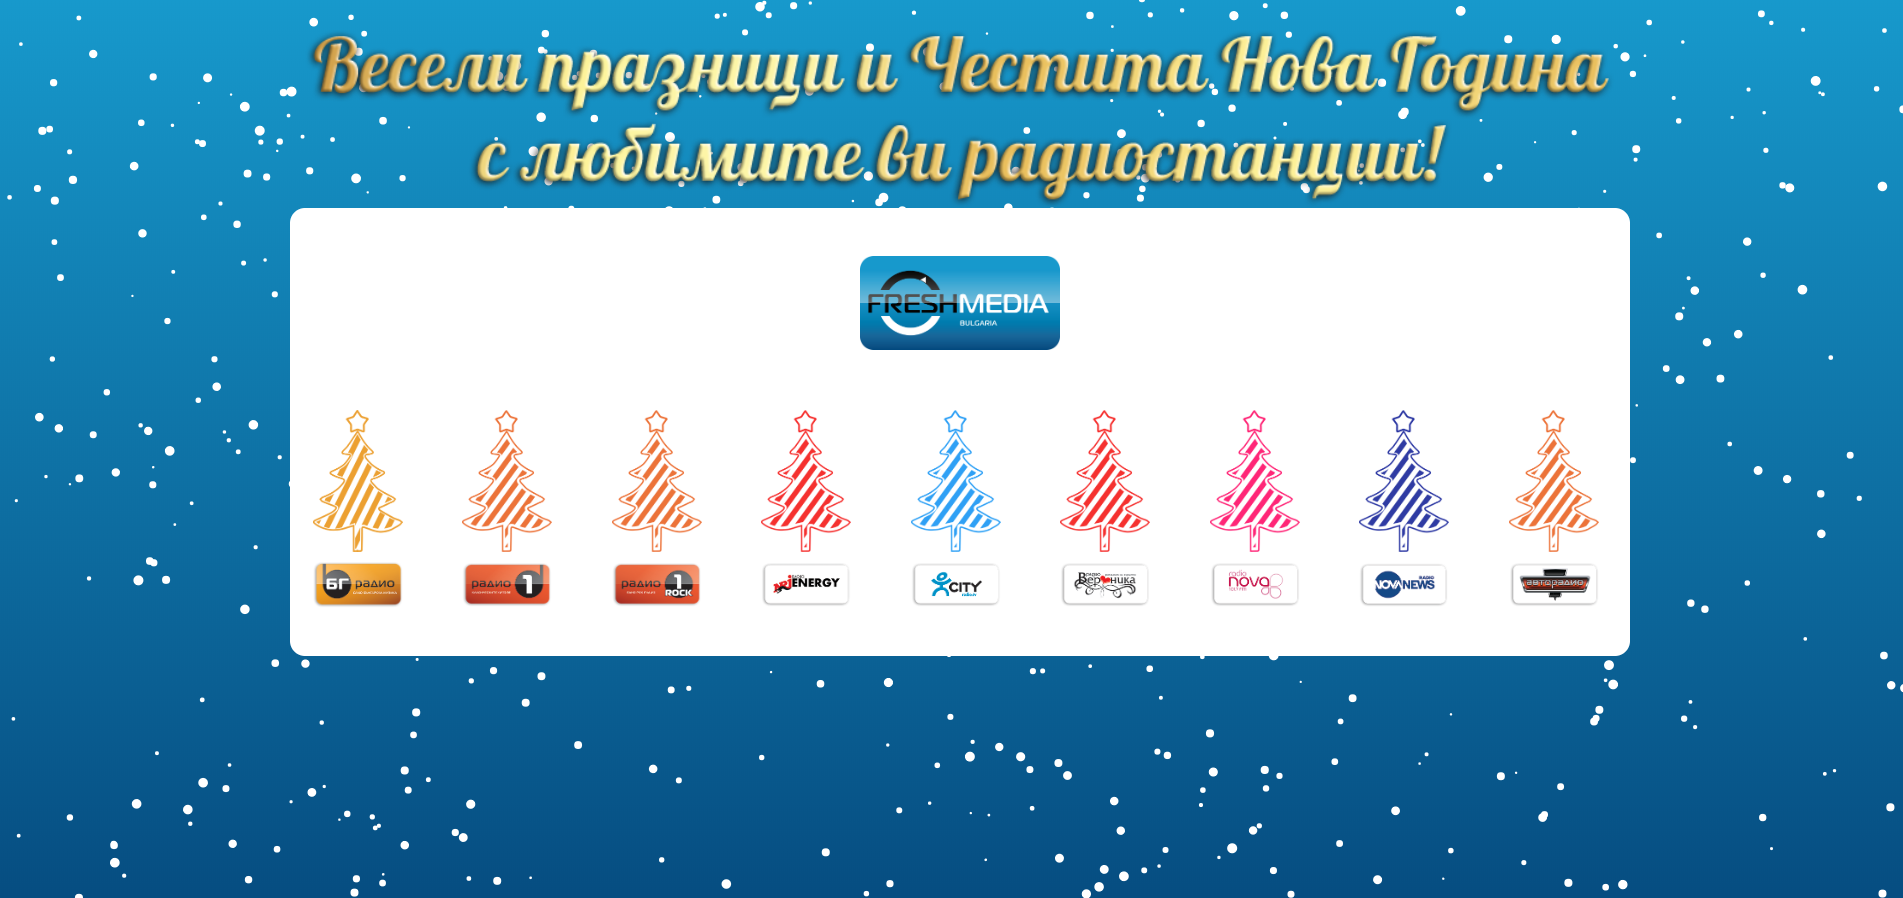 Весели празници и Честита Нова Година
с любимите ви радиостанции!
FRESHMEDIA
BULGARIA
БГ радио
радио 1
радио 1
ROCK
RADIO
NRJ ENERGY
CITY
radio
РАДИО
Вероника
radio
nova
RADIO
NOVA NEWS
авторадио